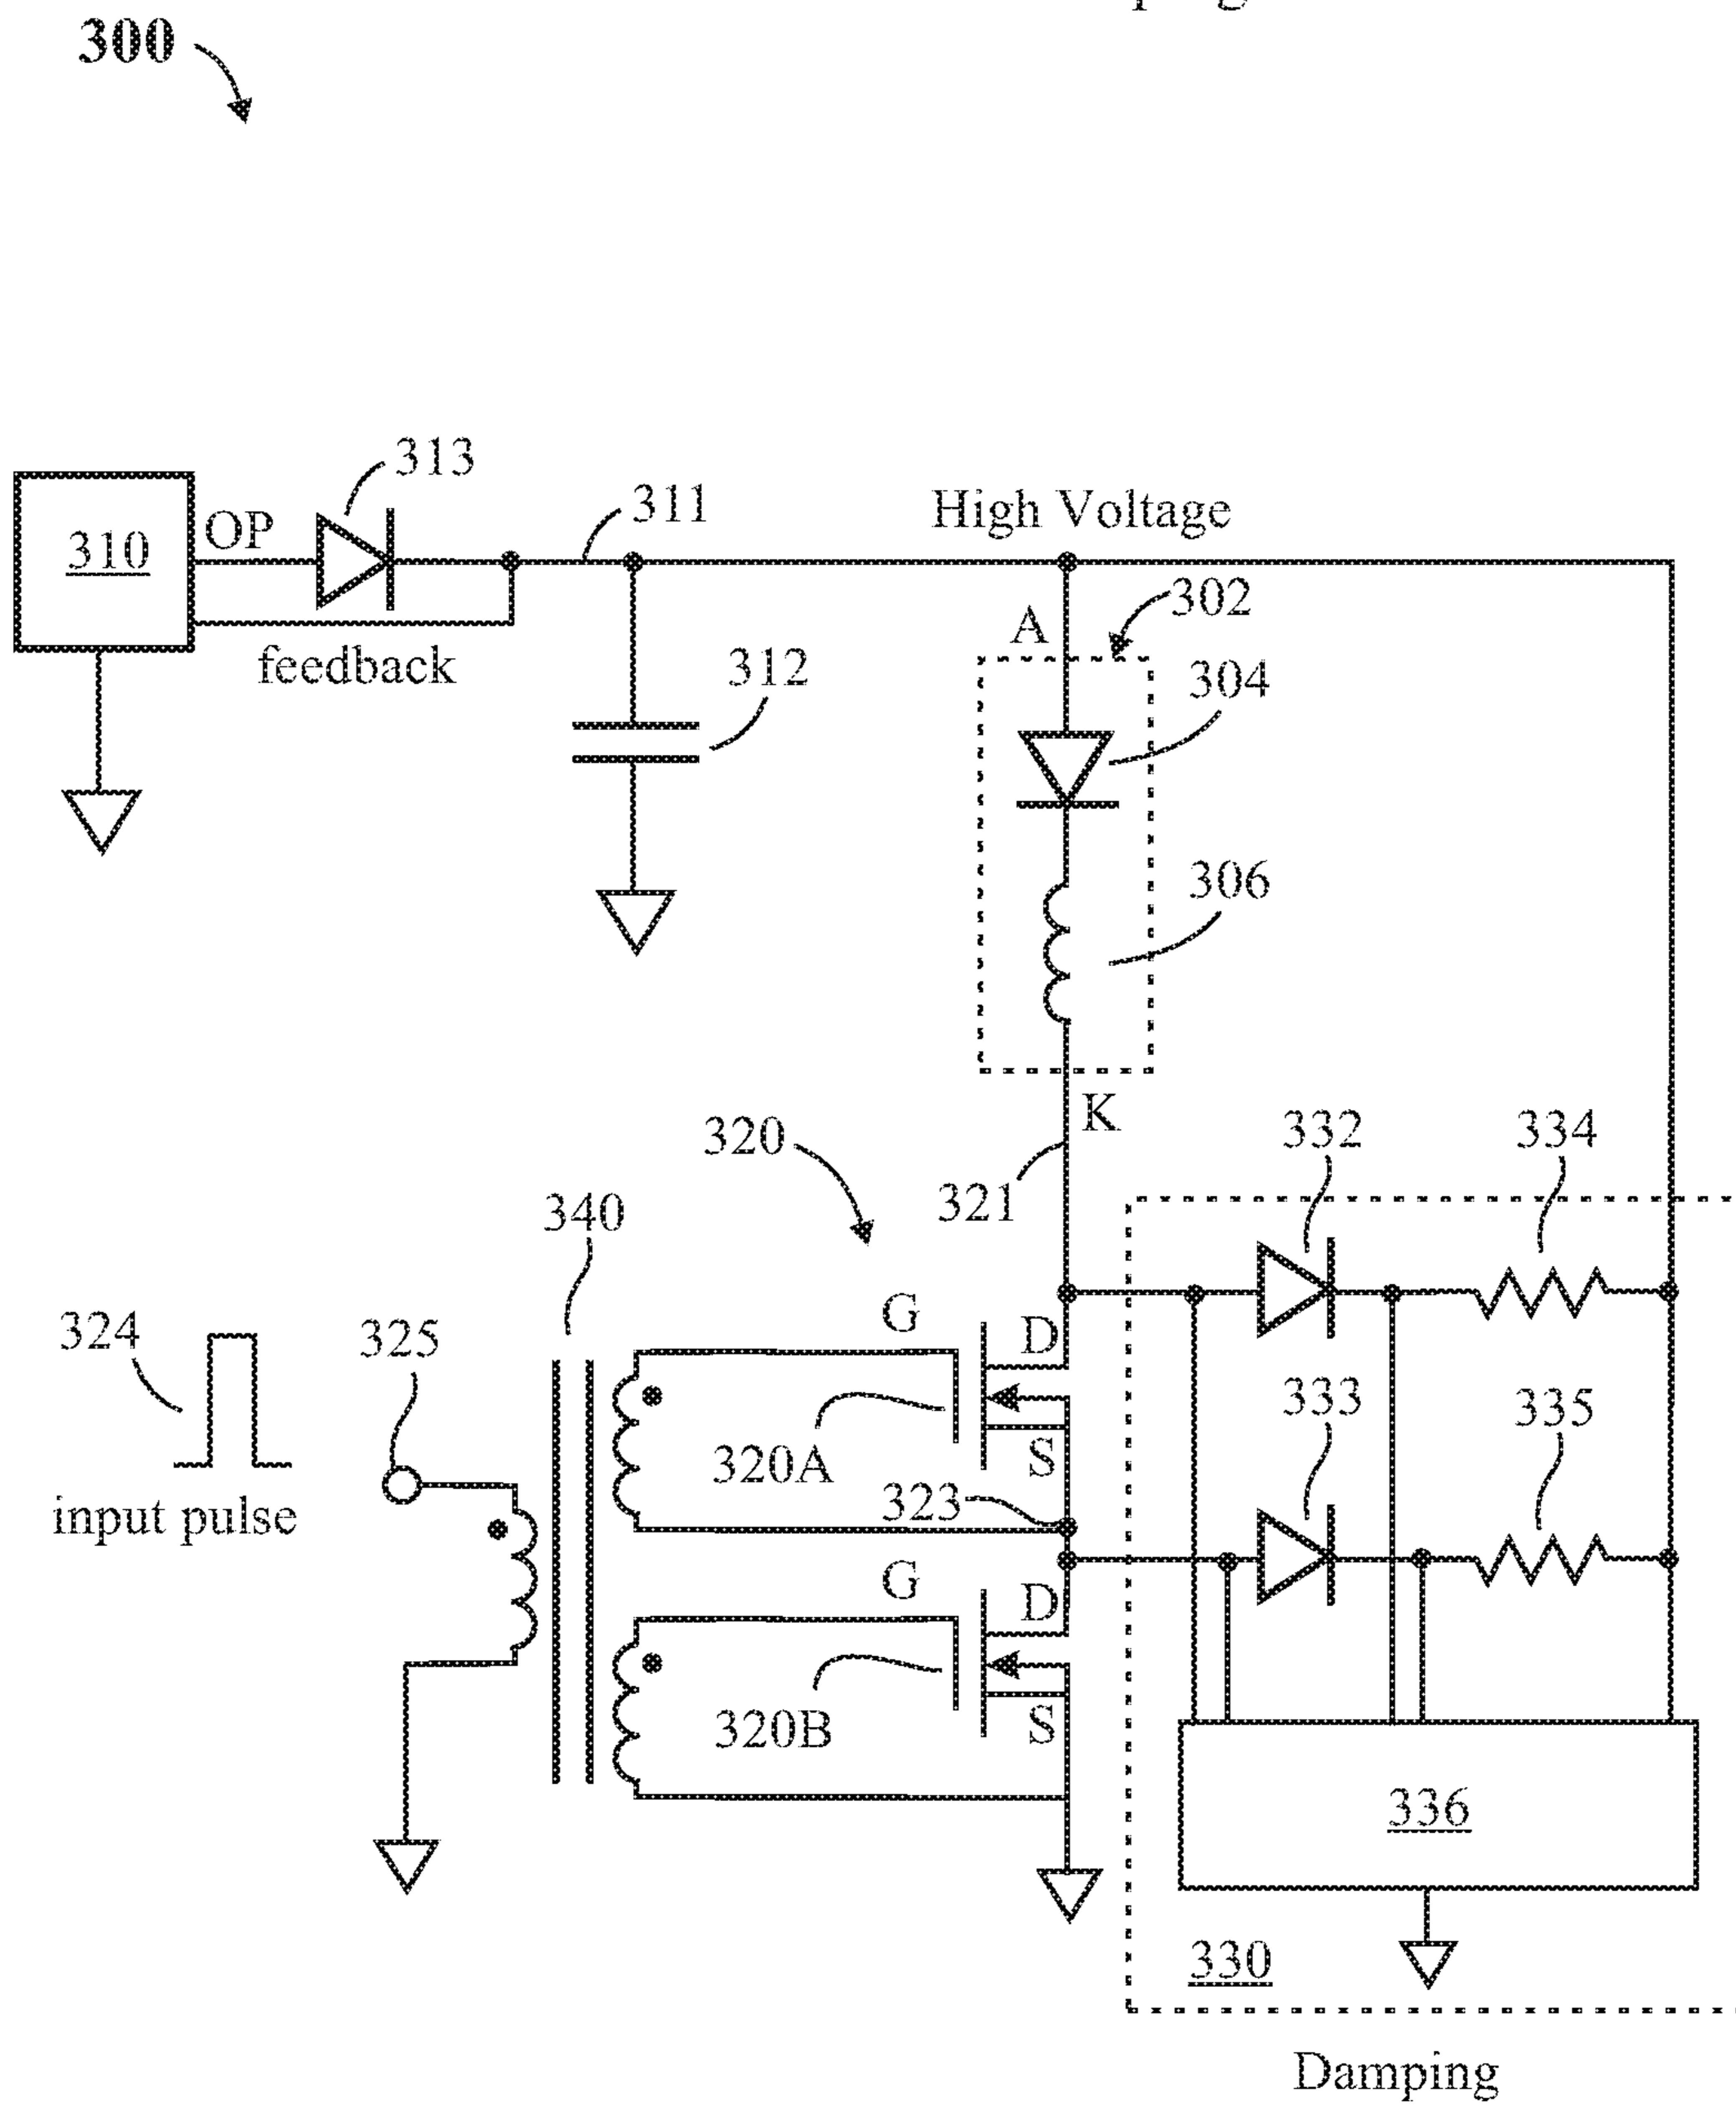 300
313
OP
310
311
High Voltage
feedback
302
A
312
304
306
K
320
332
334
321
340
324
325
G
D
333
335
320A
S
323
input pulse
G
D
320B
S
336
330
Damping